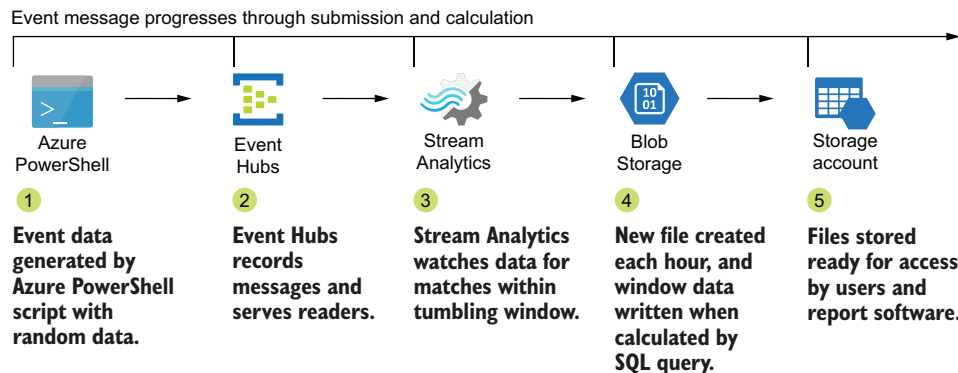 Event message progresses through submission and calculation
>_
Azure
PowerShell
Event
Hubs
Stream
Analytics
10
01
Blob
Storage
Storage
account
1
Event data
generated by
Azure PowerShell
script with
random data.
2
Event Hubs
records
messages and
serves readers.
3
Stream Analytics
watches data for
matches within
tumbling window.
4
New file created
each hour, and
window data
written when
calculated by
SQL query.
5
Files stored
ready for access
by users and
report software.